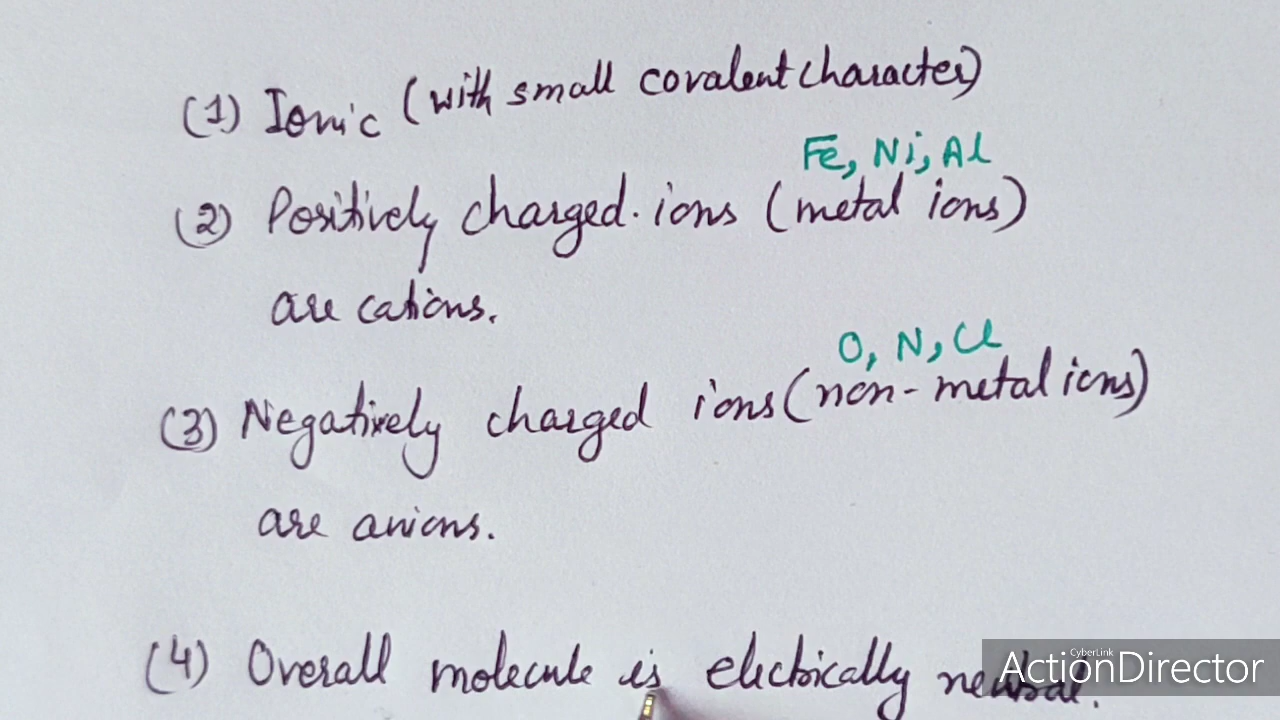 (1) Ionic (with small covalent character)
Fe, Ni, Al
(2) Positively charged ions (metal ions)
are cations.
O, N, Cl
(3) Negatively charged ions (non-metal ions)
are anions.
(4) Overall molecule is electrically neutral.
CyberLink
ActionDirector